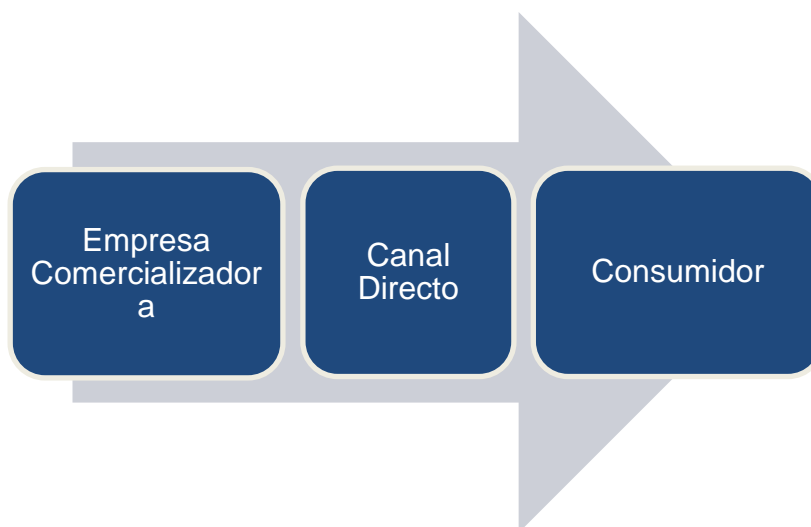 Empresa
Comercializador
a
Canal
Directo
Consumidor